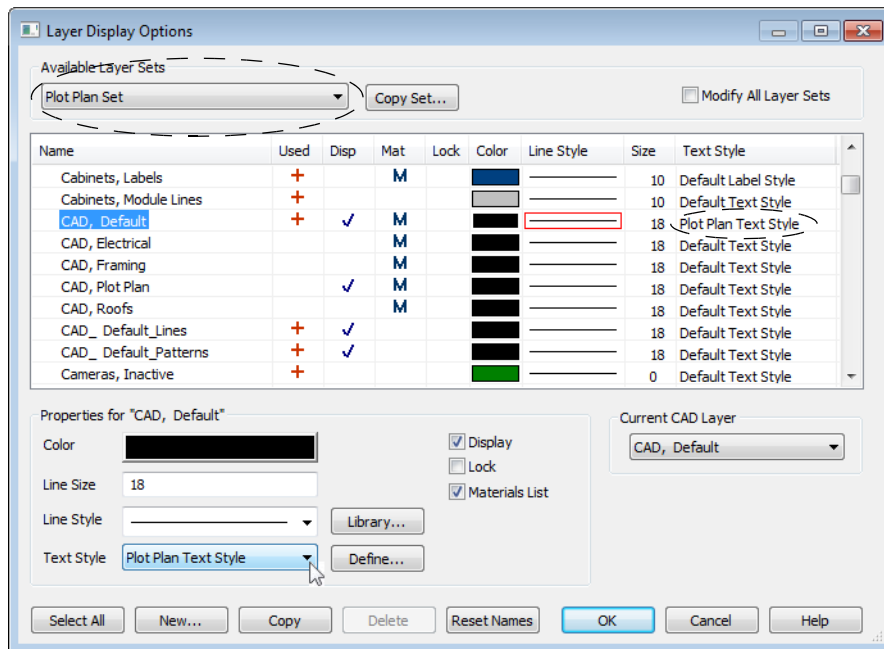 Layer Display Options
Available Layer Sets
Plot Plan Set
Copy Set...
Modify All Layer Sets
Name Used Disp Mat Lock Color Line Style Size Text Style
Cabinets, Labels + M 10 Default Label Style
Cabinets, Module Lines + 10 Default Text Style
CAD, Default + ✓ M 18 Plot Plan Text Style
CAD, Electrical M 18 Default Text Style
CAD, Framing M 18 Default Text Style
CAD, Plot Plan ✓ M 18 Default Text Style
CAD, Roofs M 18 Default Text Style
CAD_ Default_Lines + ✓ 18 Default Text Style
CAD_ Default_Patterns + ✓ 18 Default Text Style
Cameras, Inactive + 0 Default Text Style
Properties for "CAD, Default"
Color
Line Size 18
Line Style
Library...
Text Style Plot Plan Text Style
Define...
Display
Lock
Materials List
Current CAD Layer
CAD, Default
Select All New... Copy Delete Reset Names OK Cancel Help